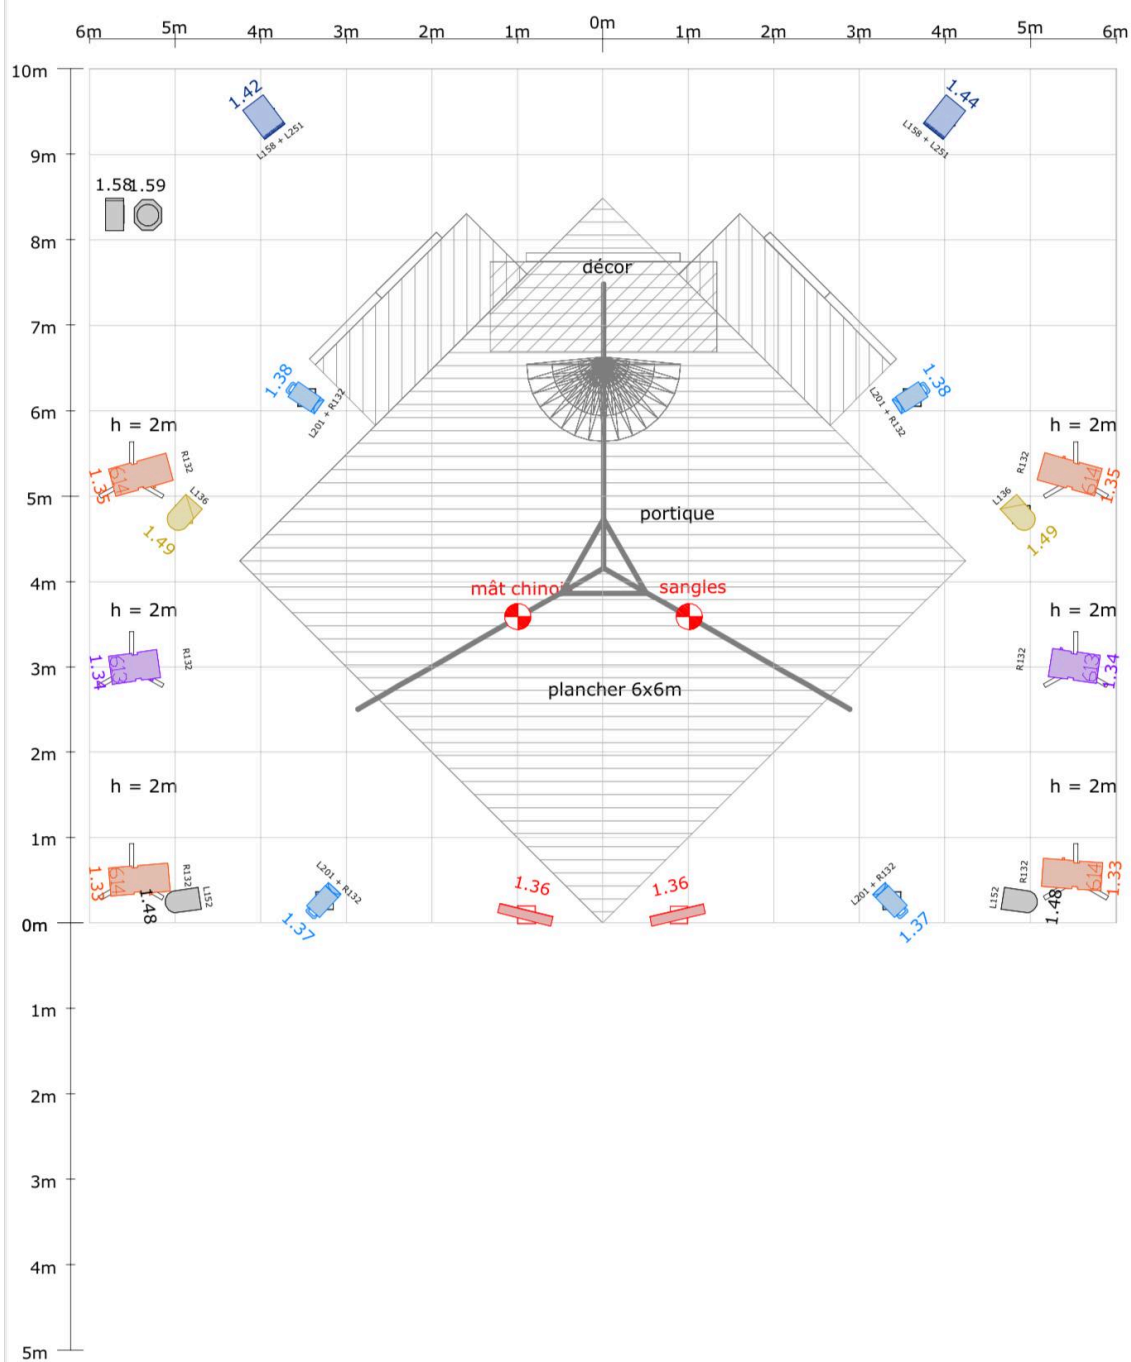 6m 5m 4m 3m 2m 1m 0m 1m 2m 3m 4m 5m 6m
10m
1.42
L158 + L251
1.44
L158 + L251
9m
1.58 1.59
8m
décor
7m
1.38
L201 + R132
1.38
L201 + R132
6m
h = 2m
h = 2m
614
1.35
R132
R132
614
1.35
5m
L136
1.49
L136
1.49
portique
4m
mât chinoi
sangles
h = 2m
h = 2m
3m
613
1.34
R132
R132
613
1.34
plancher 6x6m
2m
h = 2m
h = 2m
1m
614
1.33
R132
1.48
L152
L201 + R132
1.37
1.36
1.36
L201 + R132
1.37
L152
R132
1.48
614
1.33
0m
1m
2m
3m
4m
5m